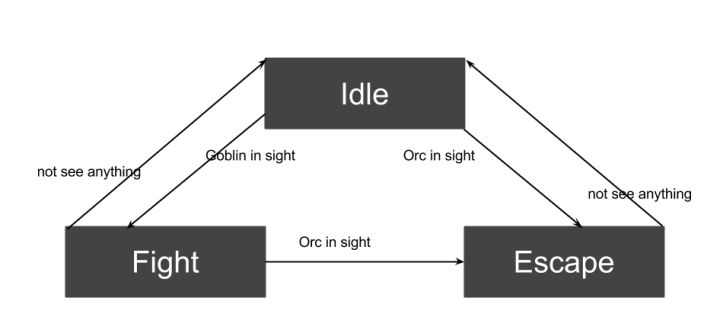 Idle
Goblin in sight
Orc in sight
not see anything
not see anything
Orc in sight
Fight
Escape